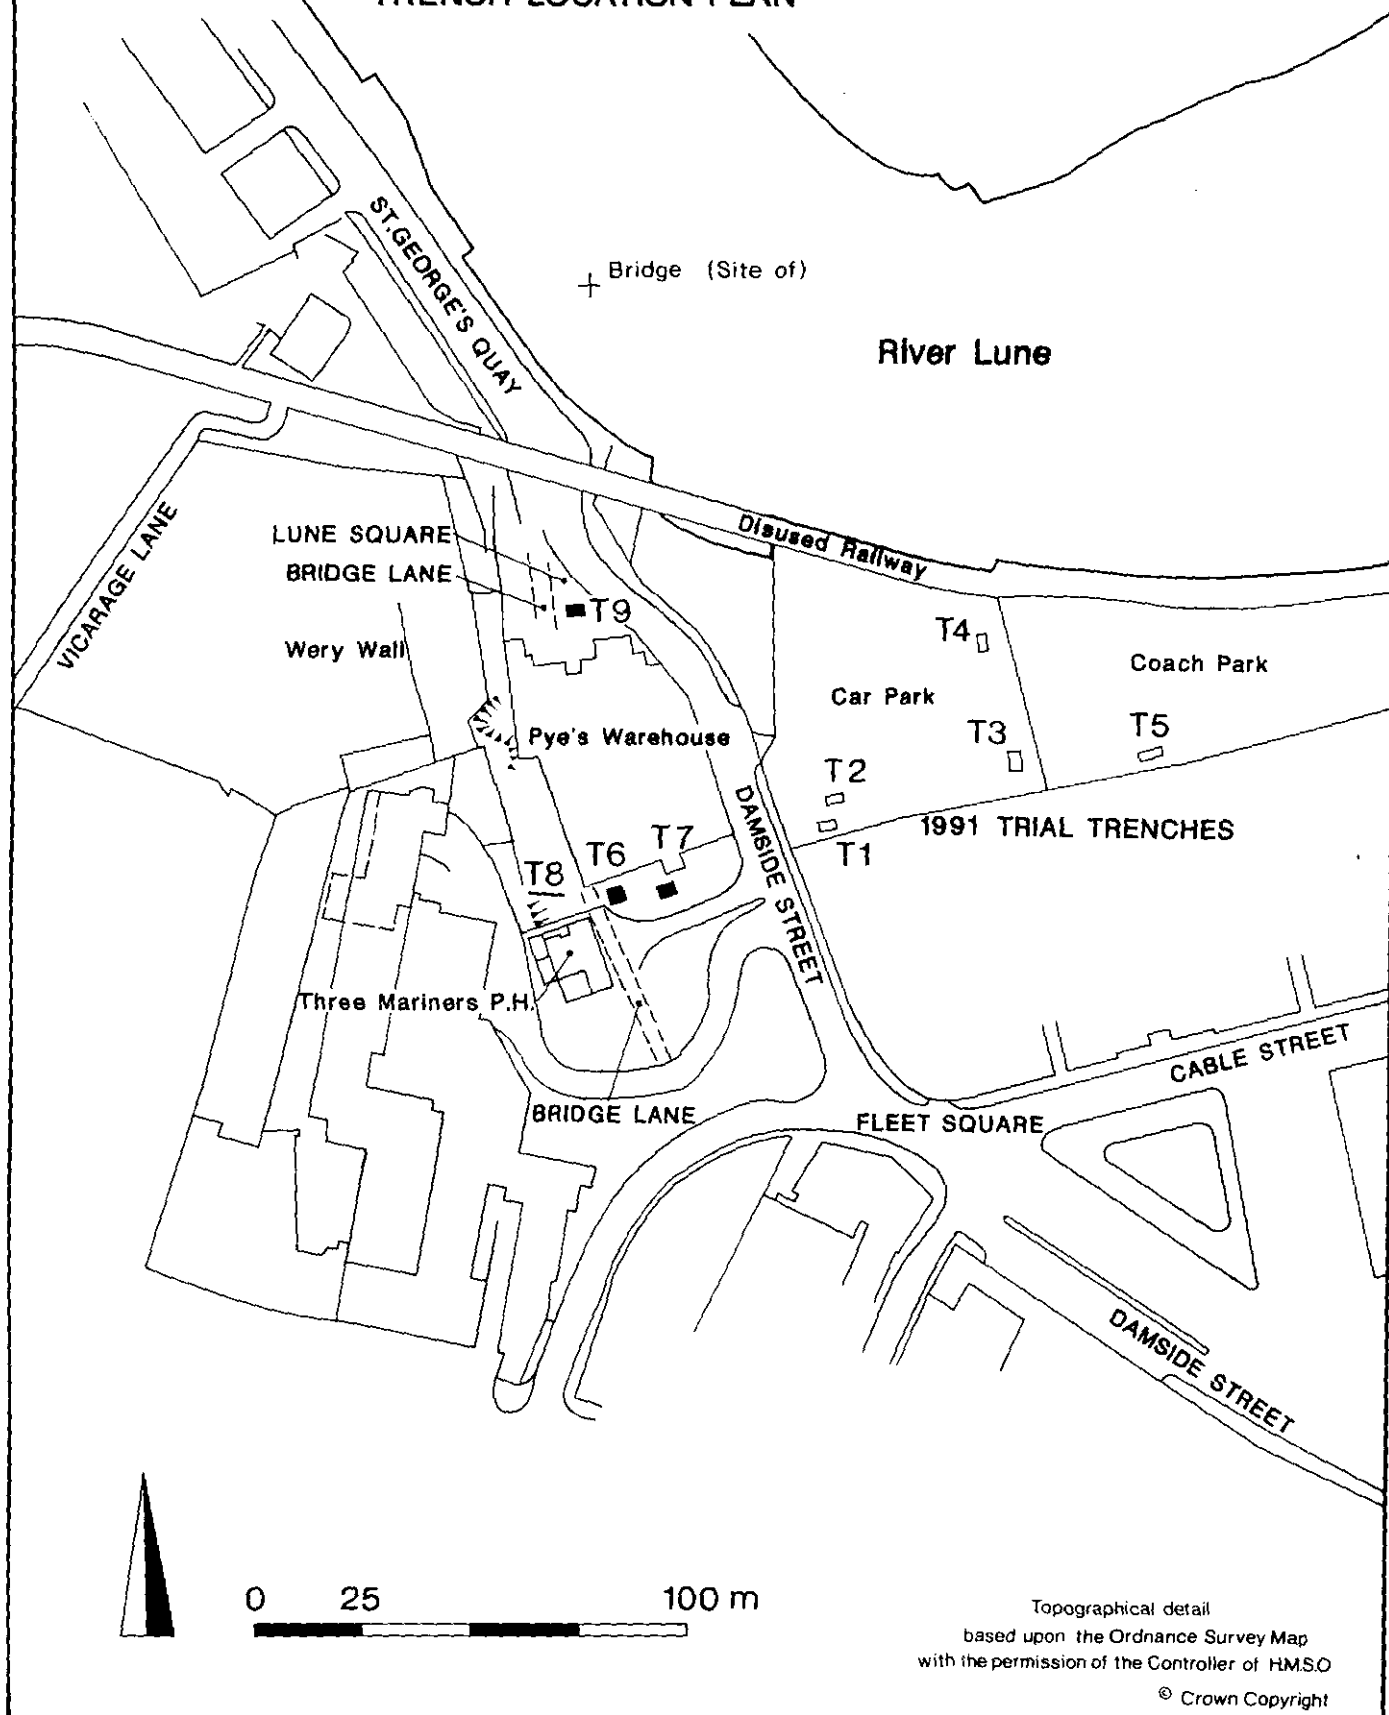 TRENCH LOCATION PLAN
ST.GEORGE'S QUAY
Bridge (Site of)
River Lune
Disused Railway
VICARAGE LANE
LUNE SQUARE
BRIDGE LANE
T9
Wery Wall
T4
Coach Park
Car Park
T3
T5
Pye's Warehouse
T2
DAMSIDE STREET
1991 TRIAL TRENCHES
T1
T7
T6
T8
Three Mariners P.H.
CABLE STREET
BRIDGE LANE
FLEET SQUARE
DAMSIDE STREET
0 25 100 m
Topographical detail
based upon the Ordnance Survey Map
with the permission of the Controller of H.M.S.O
© Crown Copyright